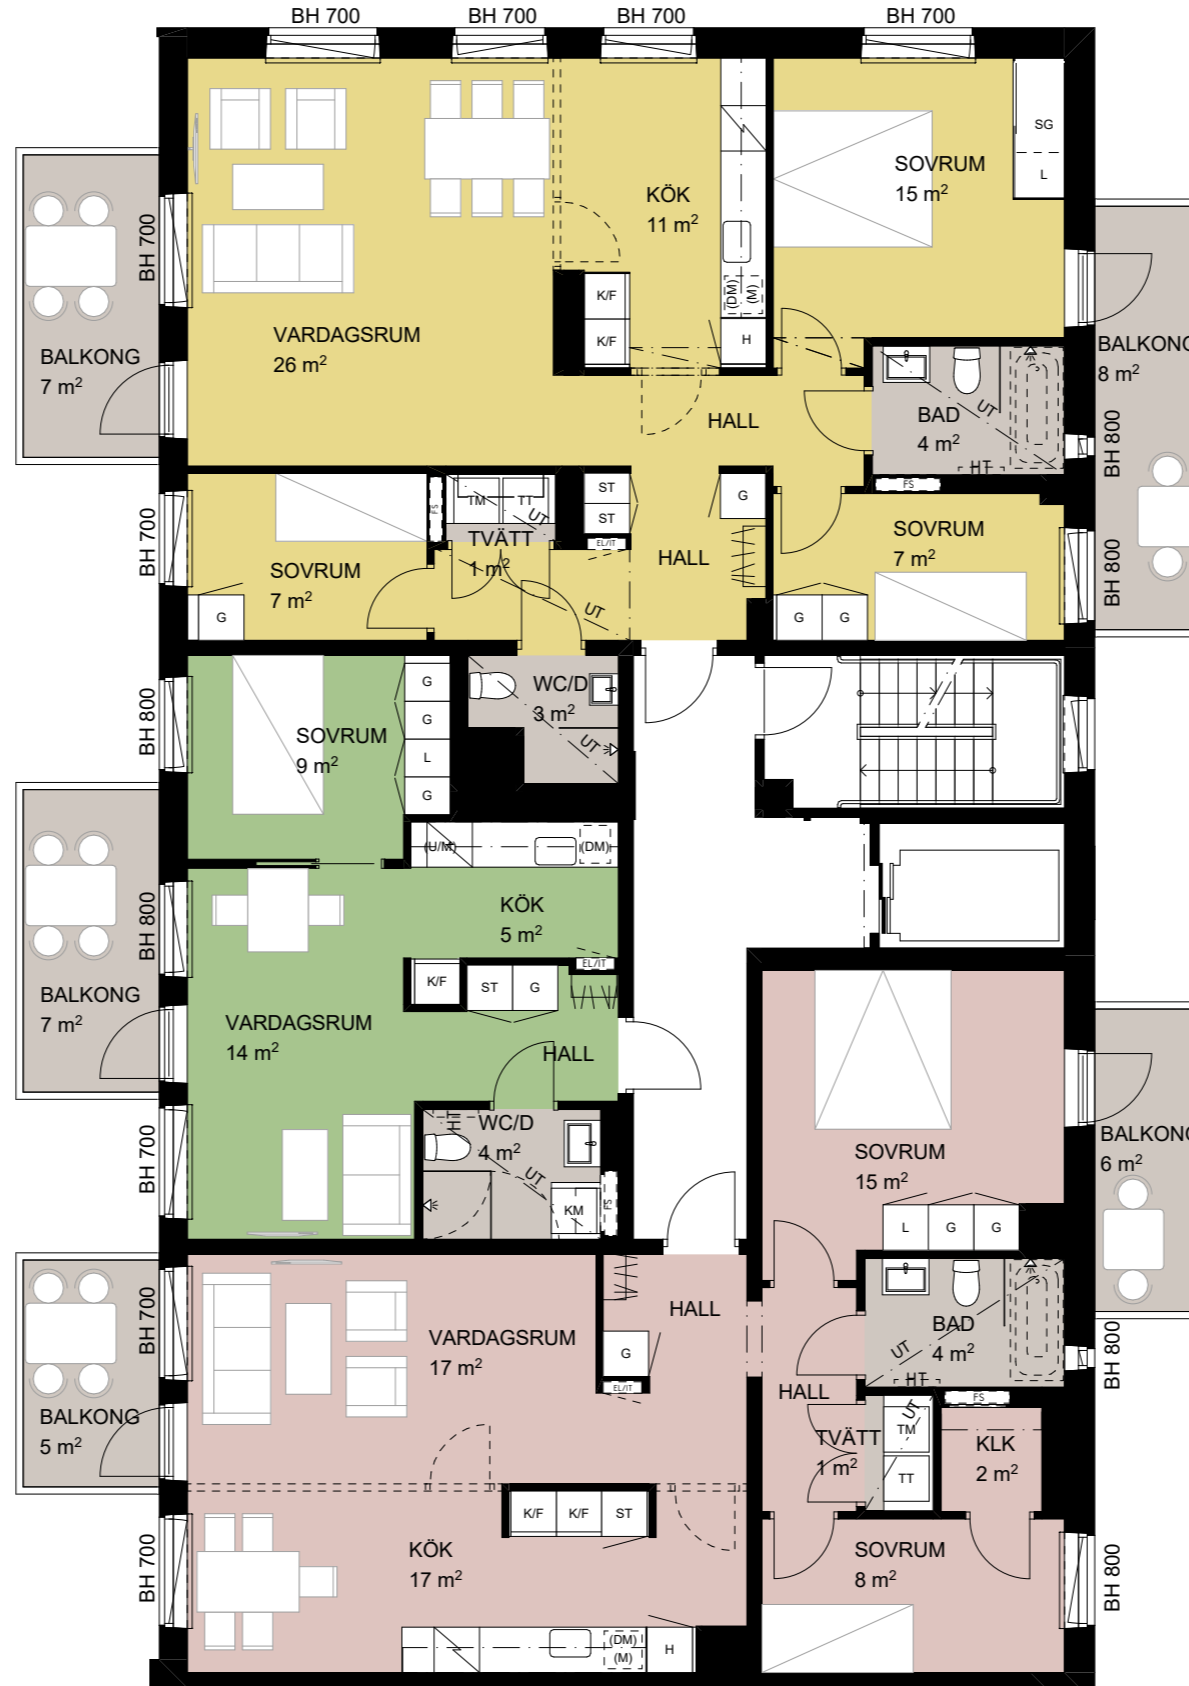 BH 700
BH 700
BH 700
BH 700
SG
L
SOVRUM
15 m²
KÖK
11 m²
BH 700
K/F
K/F
(DM)
(M)
H
VARDAGSRUM
26 m²
BALKONG
7 m²
BALKONG
8 m²
HALL
BAD
4 m²
UT
HT
FS
BH 800
BH 700
FS
TM
TT
UT
TVÄTT
1 m²
ST
ST
EL/IT
G
HALL
SOVRUM
7 m²
G
UT
SOVRUM
7 m²
G
G
BH 800
BH 800
SOVRUM
9 m²
G
G
L
G
WC/D
3 m²
UT
(U/M)
(DM)
KÖK
5 m²
EL/IT
BH 800
BALKONG
7 m²
K/F
ST
G
VARDAGSRUM
14 m²
HALL
BH 700
HT
WC/D
4 m²
UT
KM
FS
SOVRUM
15 m²
L
G
G
BALKONG
6 m²
BH 700
VARDAGSRUM
17 m²
HALL
G
EL/IT
BAD
4 m²
UT
HT
FS
BH 800
HALL
BALKONG
5 m²
TVÄTT
1 m²
UT
TM
TT
KLK
2 m²
K/F
K/F
ST
KÖK
17 m²
BH 700
SOVRUM
8 m²
BH 800
(DM)
(M)
H